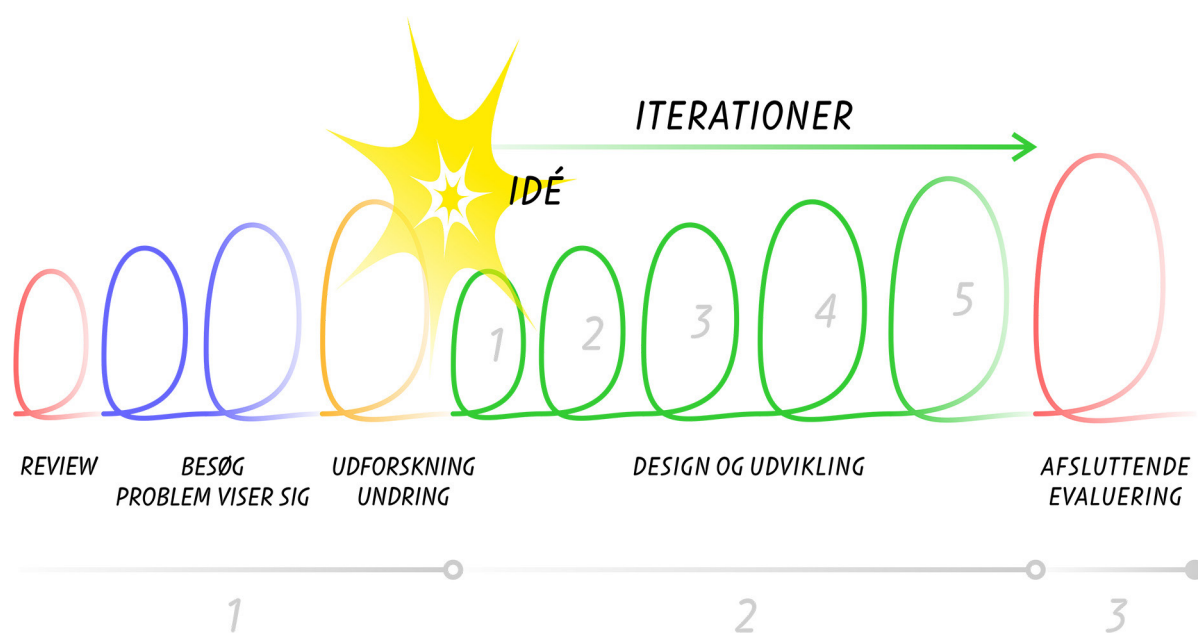 ITERATIONER
IDÉ
1
2
3
4
5
REVIEW
BESØG
PROBLEM VISER SIG
UDFORSKNING
UNDRING
DESIGN OG UDVIKLING
AFSLUTTENDE
EVALUERING
1
2
3